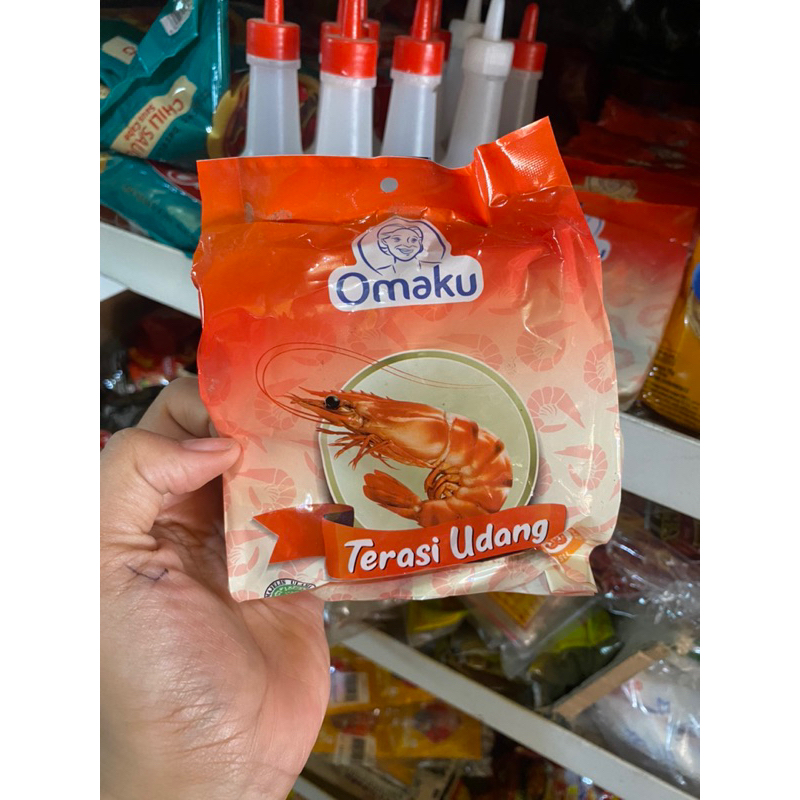 CHILI SAU
Omaku
Terasi Udang